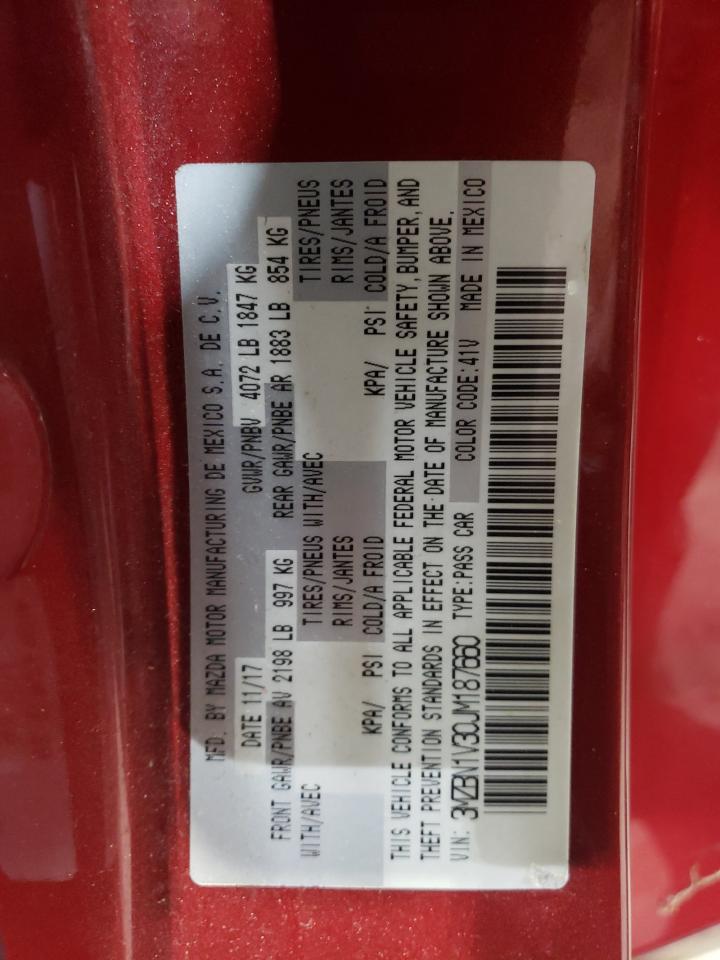 MFD. BY MAZDA MOTOR MANUFACTURING DE MEXICO S.A. DE C.V.
DATE 11/17 GVWR/PNBV 4072 LB 1847 KG
FRONT GAWR/PNBE AV 2198 LB 997 KG REAR GAWR/PNBE AR 1883 LB 854 KG
WITH/AVEC TIRES/PNEUS WITH/AVEC TIRES/PNEUS
RIMS/JANTES RIMS/JANTES
KPA/ PSI COLD/A FROID KPA/ PSI COLD/A FROID
THIS VEHICLE CONFORMS TO ALL APPLICABLE FEDERAL MOTOR VEHICLE SAFETY, BUMPER, AND
THEFT PREVENTION STANDARDS IN EFFECT ON THE DATE OF MANUFACTURE SHOWN ABOVE.
VIN: 3MZBN1V30JM187660 TYPE:PASS CAR COLOR CODE:41V MADE IN MEXICO